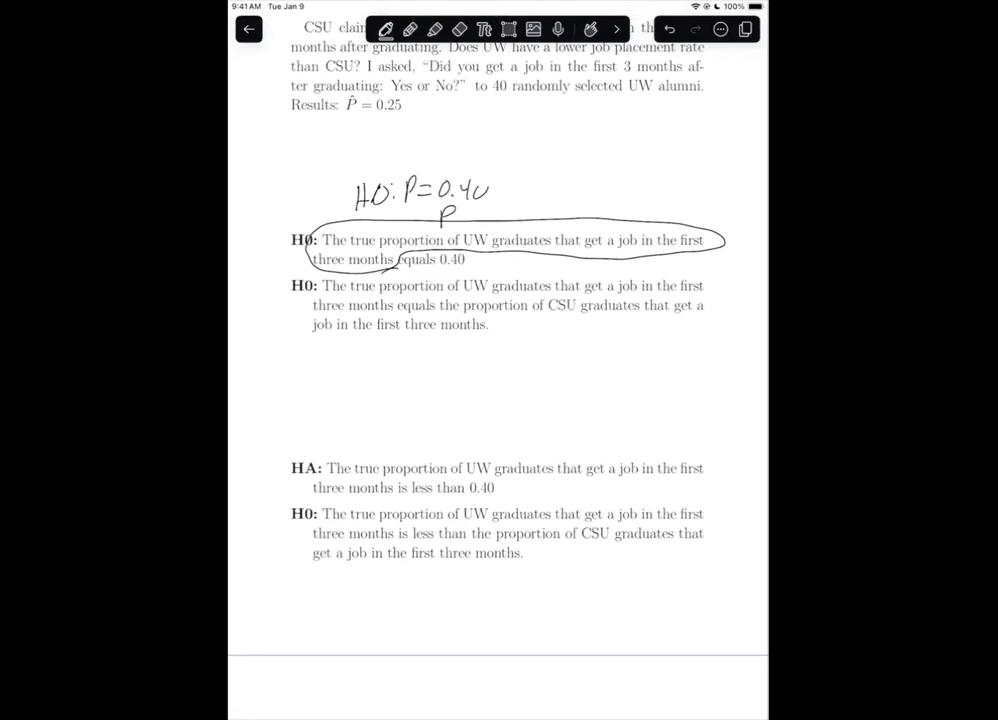 9:41 AM Tue Jan 9
100%
CSU clai
months after graduating. Does UW have a lower job placement rate
than CSU? I asked, “Did you get a job in the first 3 months af-
ter graduating: Yes or No?” to 40 randomly selected UW alumni.
Results: P̂ = 0.25
H0: P=0.40
P
H0: The true proportion of UW graduates that get a job in the first
three months equals 0.40
H0: The true proportion of UW graduates that get a job in the first
three months equals the proportion of CSU graduates that get a
job in the first three months.
HA: The true proportion of UW graduates that get a job in the first
three months is less than 0.40
H0: The true proportion of UW graduates that get a job in the first
three months is less than the proportion of CSU graduates that
get a job in the first three months.